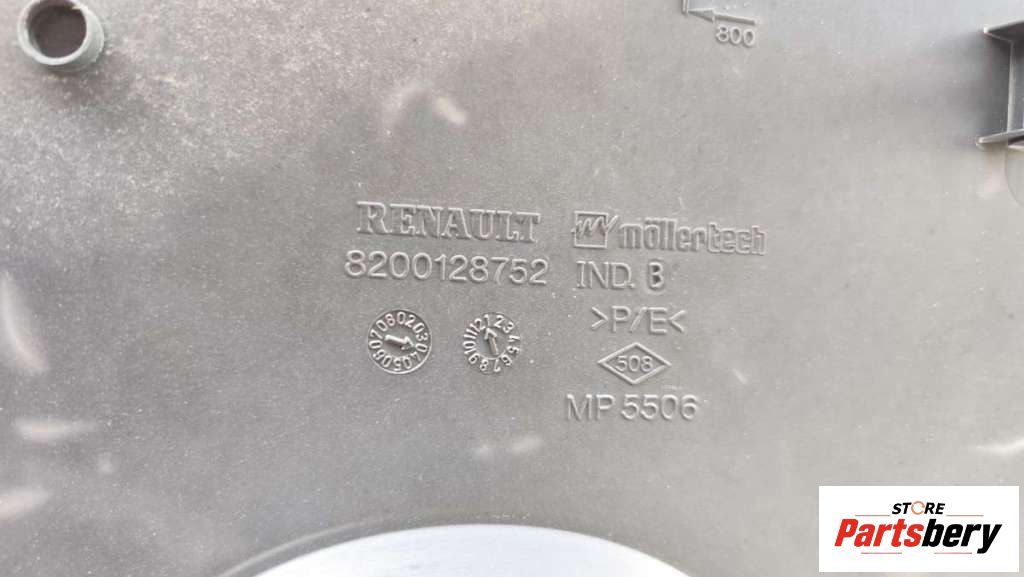 800
RENAULT möllertech
8200128752 IND. B
>P/E<
508
MP 5506
STORE
Partsbery